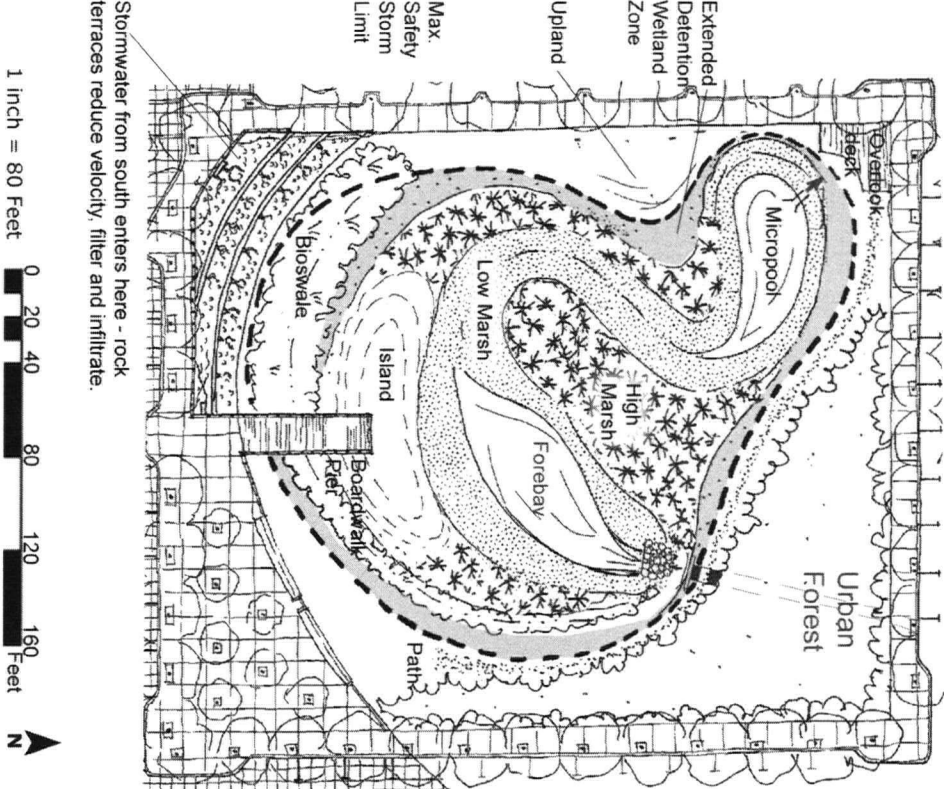 Extended
Detention
Wetland
Zone
Upland
Max.
Safety
Storm
Limit
Stormwater from south enters here - rock
terraces reduce velocity, filter and infiltrate.
Overlook
deck
Micropool
Bioswale
Low Marsh
High
Marsh
Island
Forebay
Boardwalk
Pier
Urban
Forest
Path
1 inch = 80 Feet
0 20 40 80 120 160 Feet
N